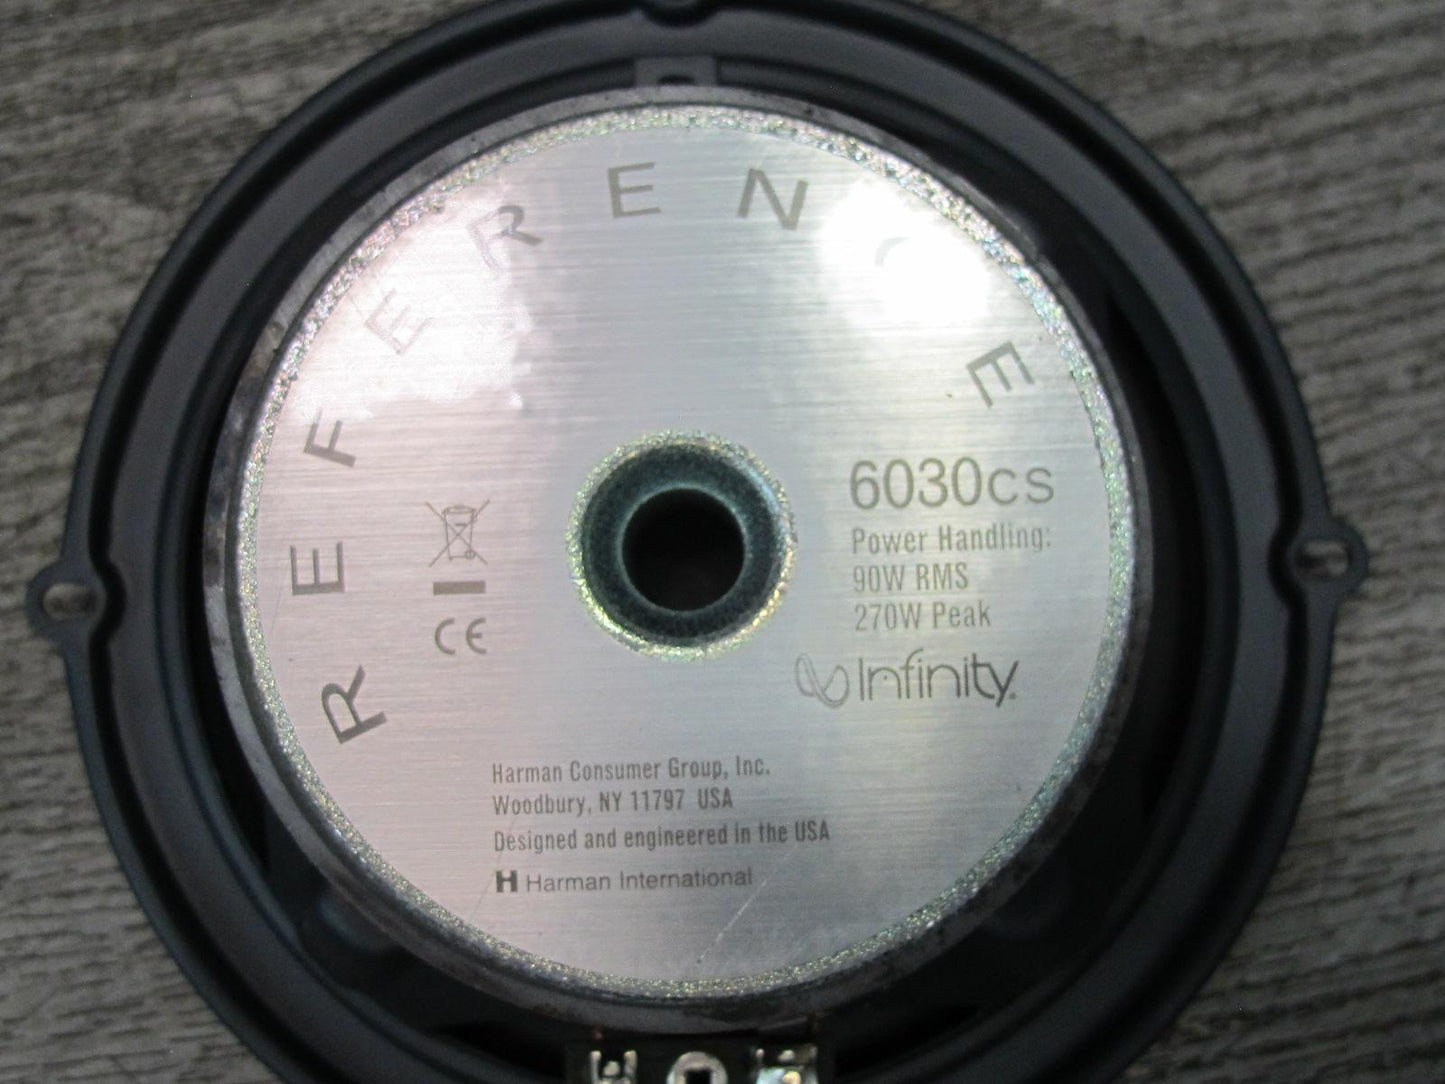 REFERENCE
6030cs
Power Handling:
90W RMS
270W Peak
Infinity
CE
Harman Consumer Group, Inc.
Woodbury, NY 11797 USA
Designed and engineered in the USA
H Harman International